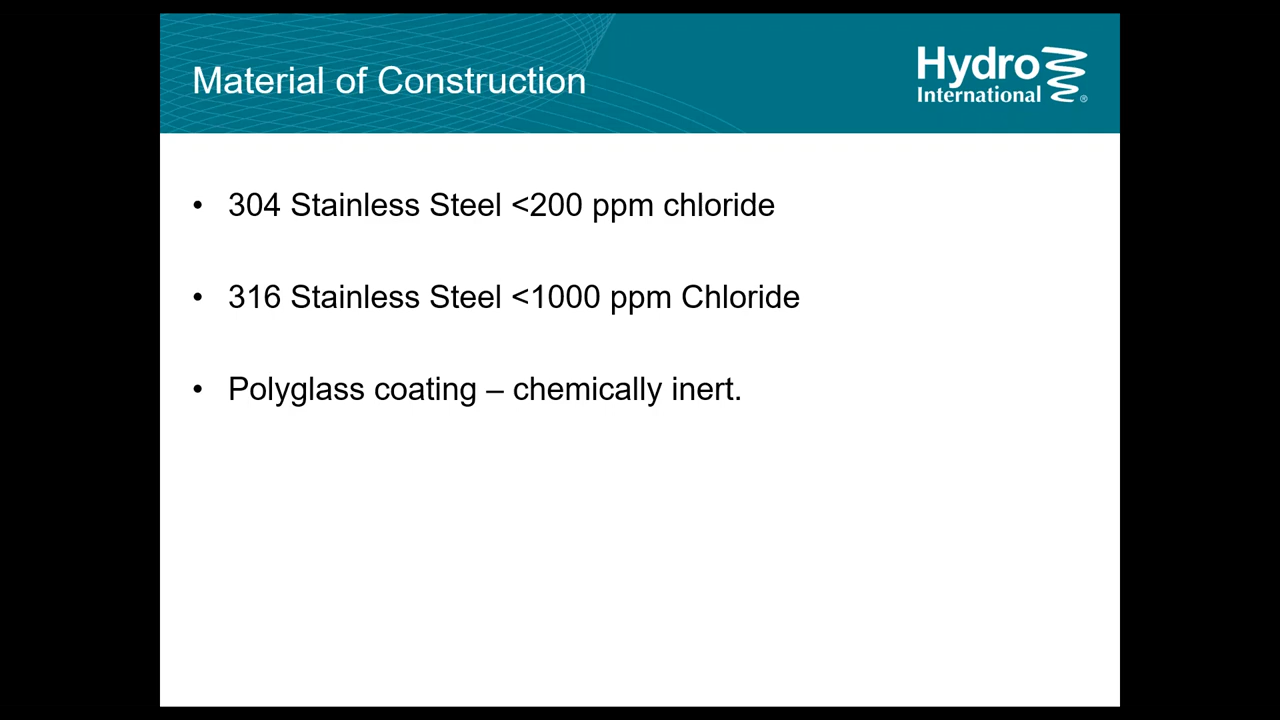 Material of Construction
Hydro
International
®
• 304 Stainless Steel <200 ppm chloride
• 316 Stainless Steel <1000 ppm Chloride
• Polyglass coating – chemically inert.